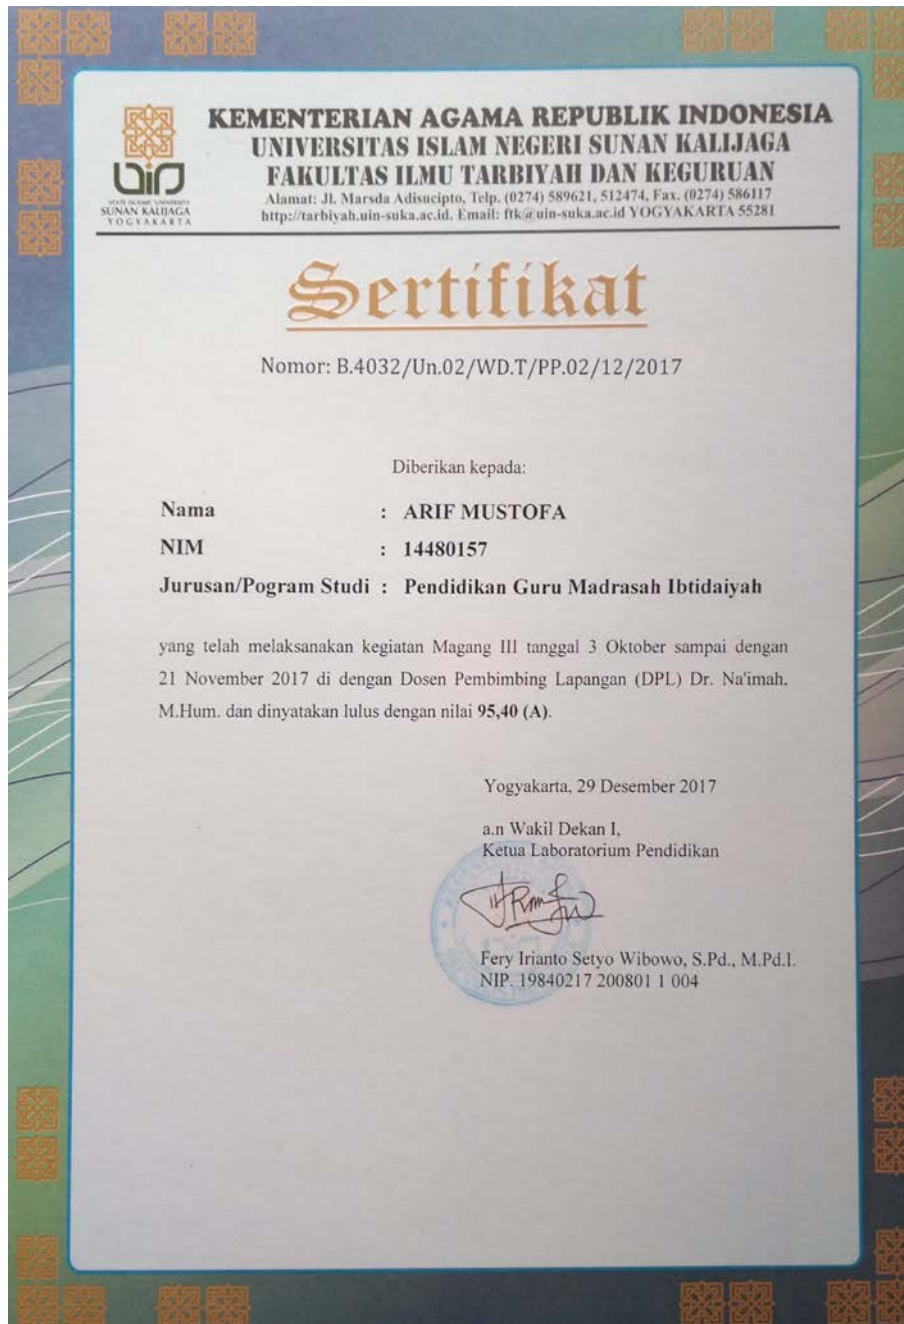 KEMENTERIAN AGAMA REPUBLIK INDONESIA
UNIVERSITAS ISLAM NEGERI SUNAN KALIJAGA
FAKULTAS ILMU TARBIYAH DAN KEGURUAN
Alamat: Jl. Marsda Adisucipto, Telp. (0274) 589621, 512474, Fax. (0274) 586117
http://tarbiyah.uin-suka.ac.id. Email: ftk@uin-suka.ac.id YOGYAKARTA 55281
uin
STATE ISLAMIC UNIVERSITY
SUNAN KALIJAGA
YOGYAKARTA
Sertifikat
Nomor: B.4032/Un.02/WD.T/PP.02/12/2017
Diberikan kepada:
Nama : ARIF MUSTOFA
NIM : 14480157
Jurusan/Pogram Studi : Pendidikan Guru Madrasah Ibtidaiyah
yang telah melaksanakan kegiatan Magang III tanggal 3 Oktober sampai dengan
21 November 2017 di dengan Dosen Pembimbing Lapangan (DPL) Dr. Na'imah,
M.Hum. dan dinyatakan lulus dengan nilai 95,40 (A).
Yogyakarta, 29 Desember 2017
a.n Wakil Dekan I,
Ketua Laboratorium Pendidikan
Fery Irianto Setyo Wibowo, S.Pd., M.Pd.I.
NIP. 19840217 200801 1 004